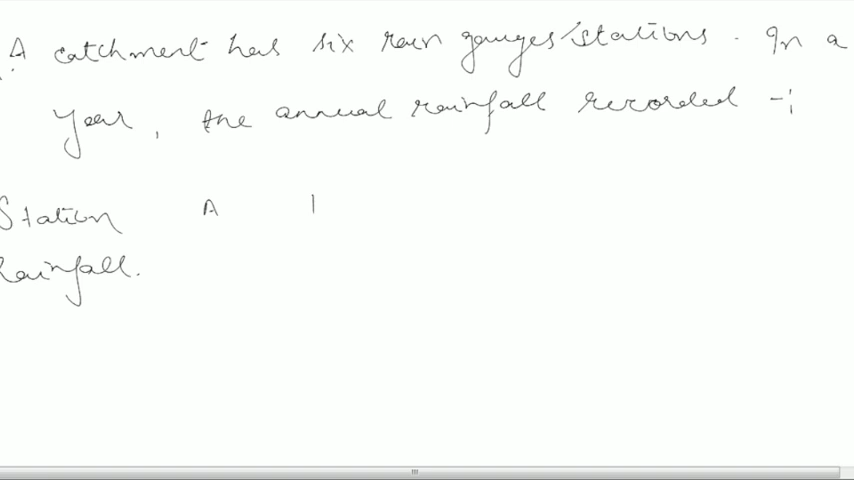 A catchment has six rain gauges/stations. In a
year, the annual rainfall recorded -:
Station A
Rainfall.